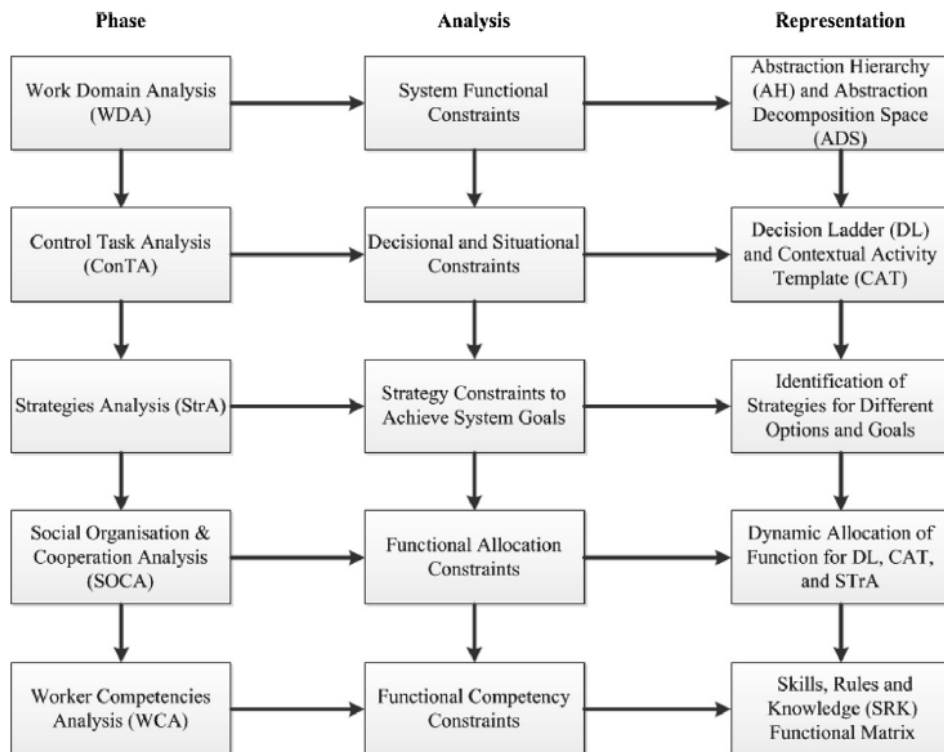 Phase
Analysis
Representation
Work Domain Analysis
(WDA)
System Functional
Constraints
Abstraction Hierarchy
(AH) and Abstraction
Decomposition Space
(ADS)
Control Task Analysis
(ConTA)
Decisional and Situational
Constraints
Decision Ladder (DL)
and Contextual Activity
Template (CAT)
Strategies Analysis (StrA)
Strategy Constraints to
Achieve System Goals
Identification of
Strategies for Different
Options and Goals
Social Organisation &
Cooperation Analysis
(SOCA)
Functional Allocation
Constraints
Dynamic Allocation of
Function for DL, CAT,
and STrA
Worker Competencies
Analysis (WCA)
Functional Competency
Constraints
Skills, Rules and
Knowledge (SRK)
Functional Matrix